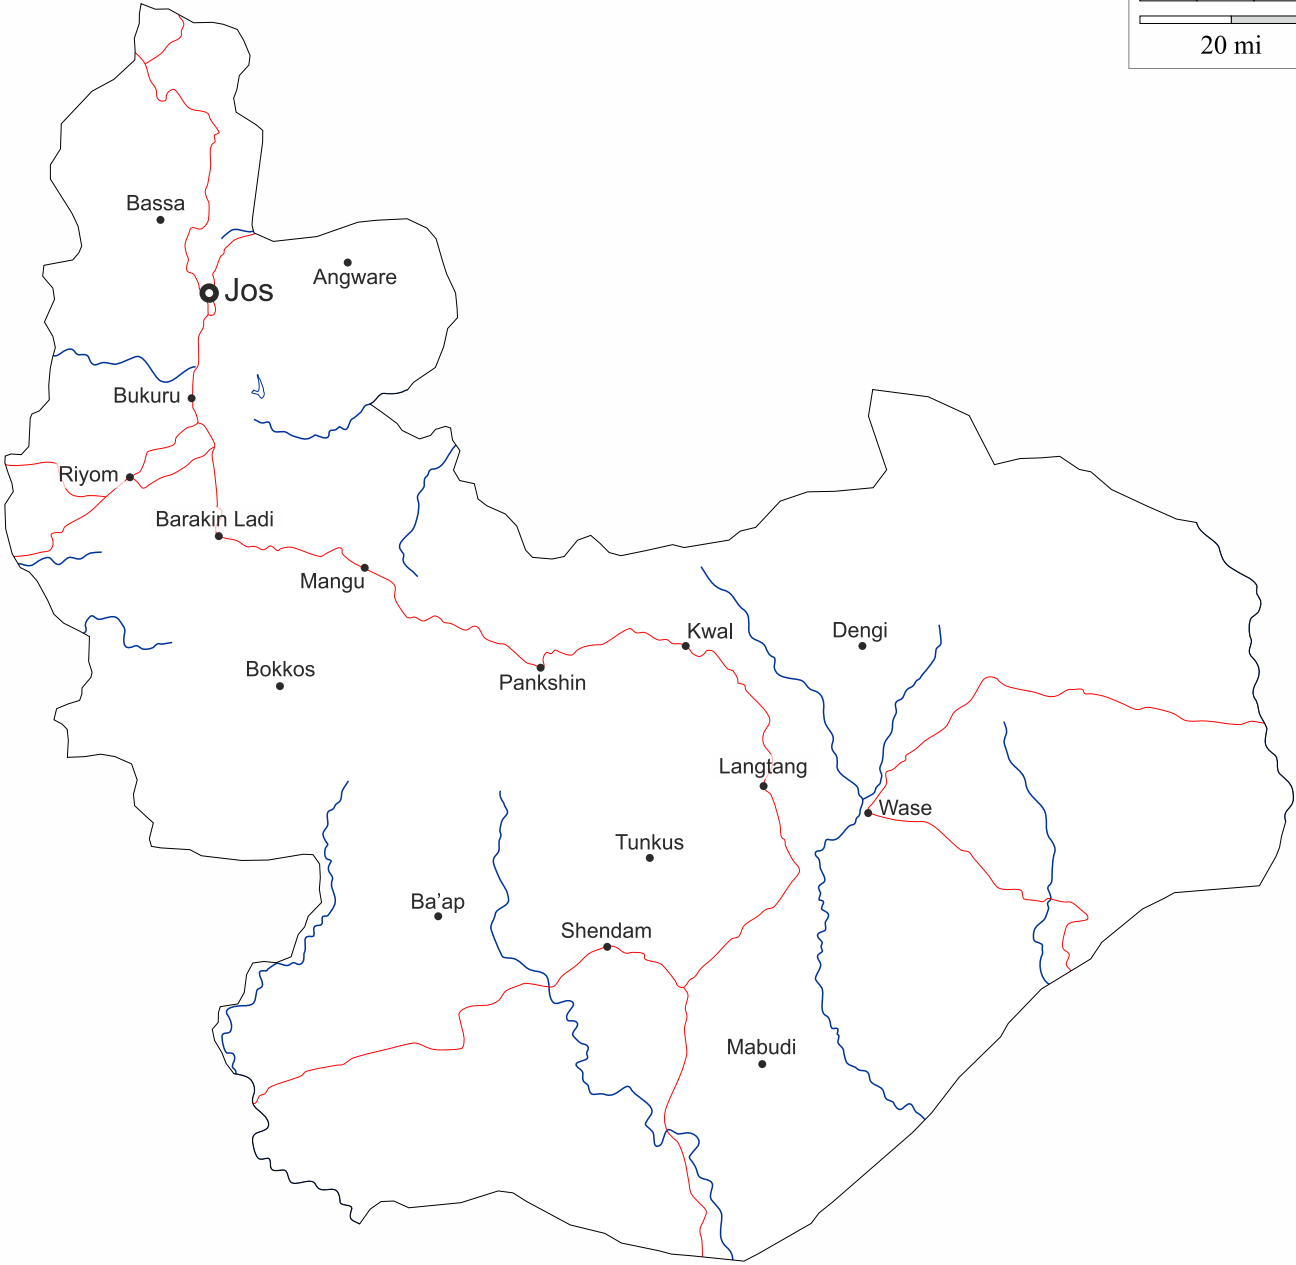 20 mi
Bassa
Angware
Jos
Bukuru
Riyom
Barakin Ladi
Mangu
Kwal
Dengi
Bokkos
Pankshin
Langtang
Wase
Tunkus
Ba’ap
Shendam
Mabudi